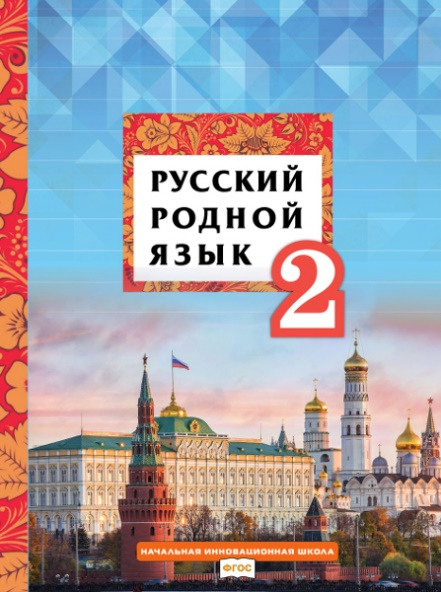 РУССКИЙ
РОДНОЙ
ЯЗЫК
2
НАЧАЛЬНАЯ ИННОВАЦИОННАЯ ШКОЛА
ФГОС